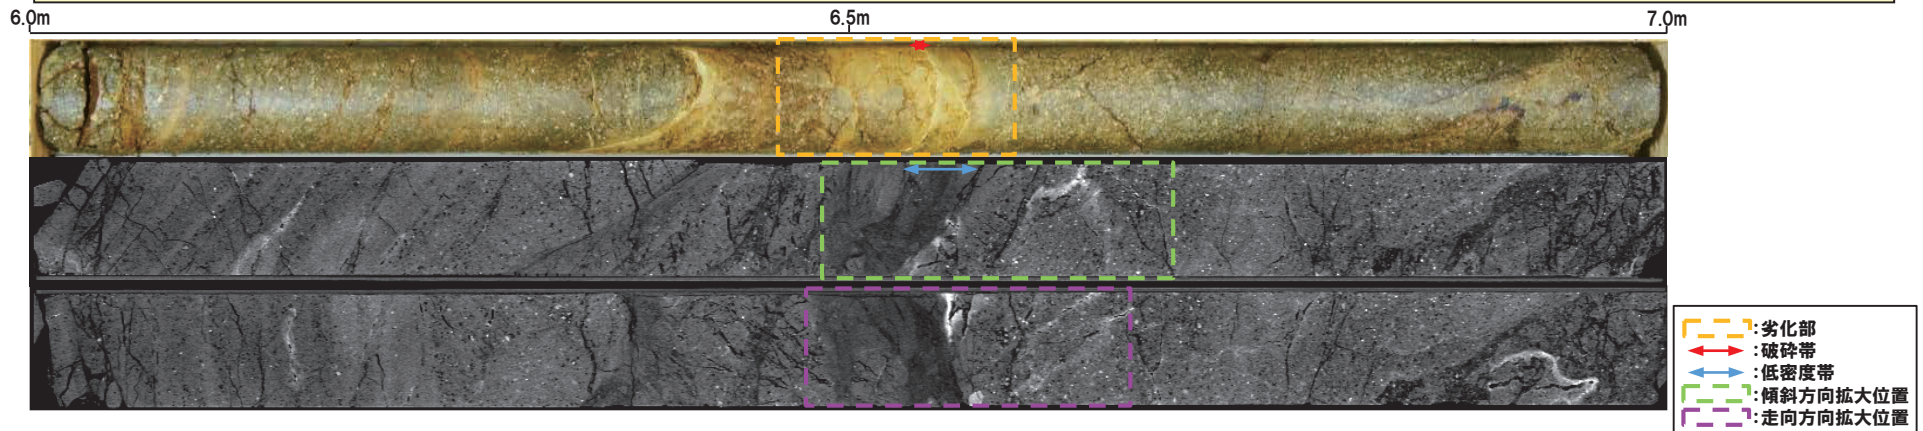 6.0m 6.5m 7.0m
:劣化部
:破砕帯
:低密度帯
:傾斜方向拡大位置
:走向方向拡大位置